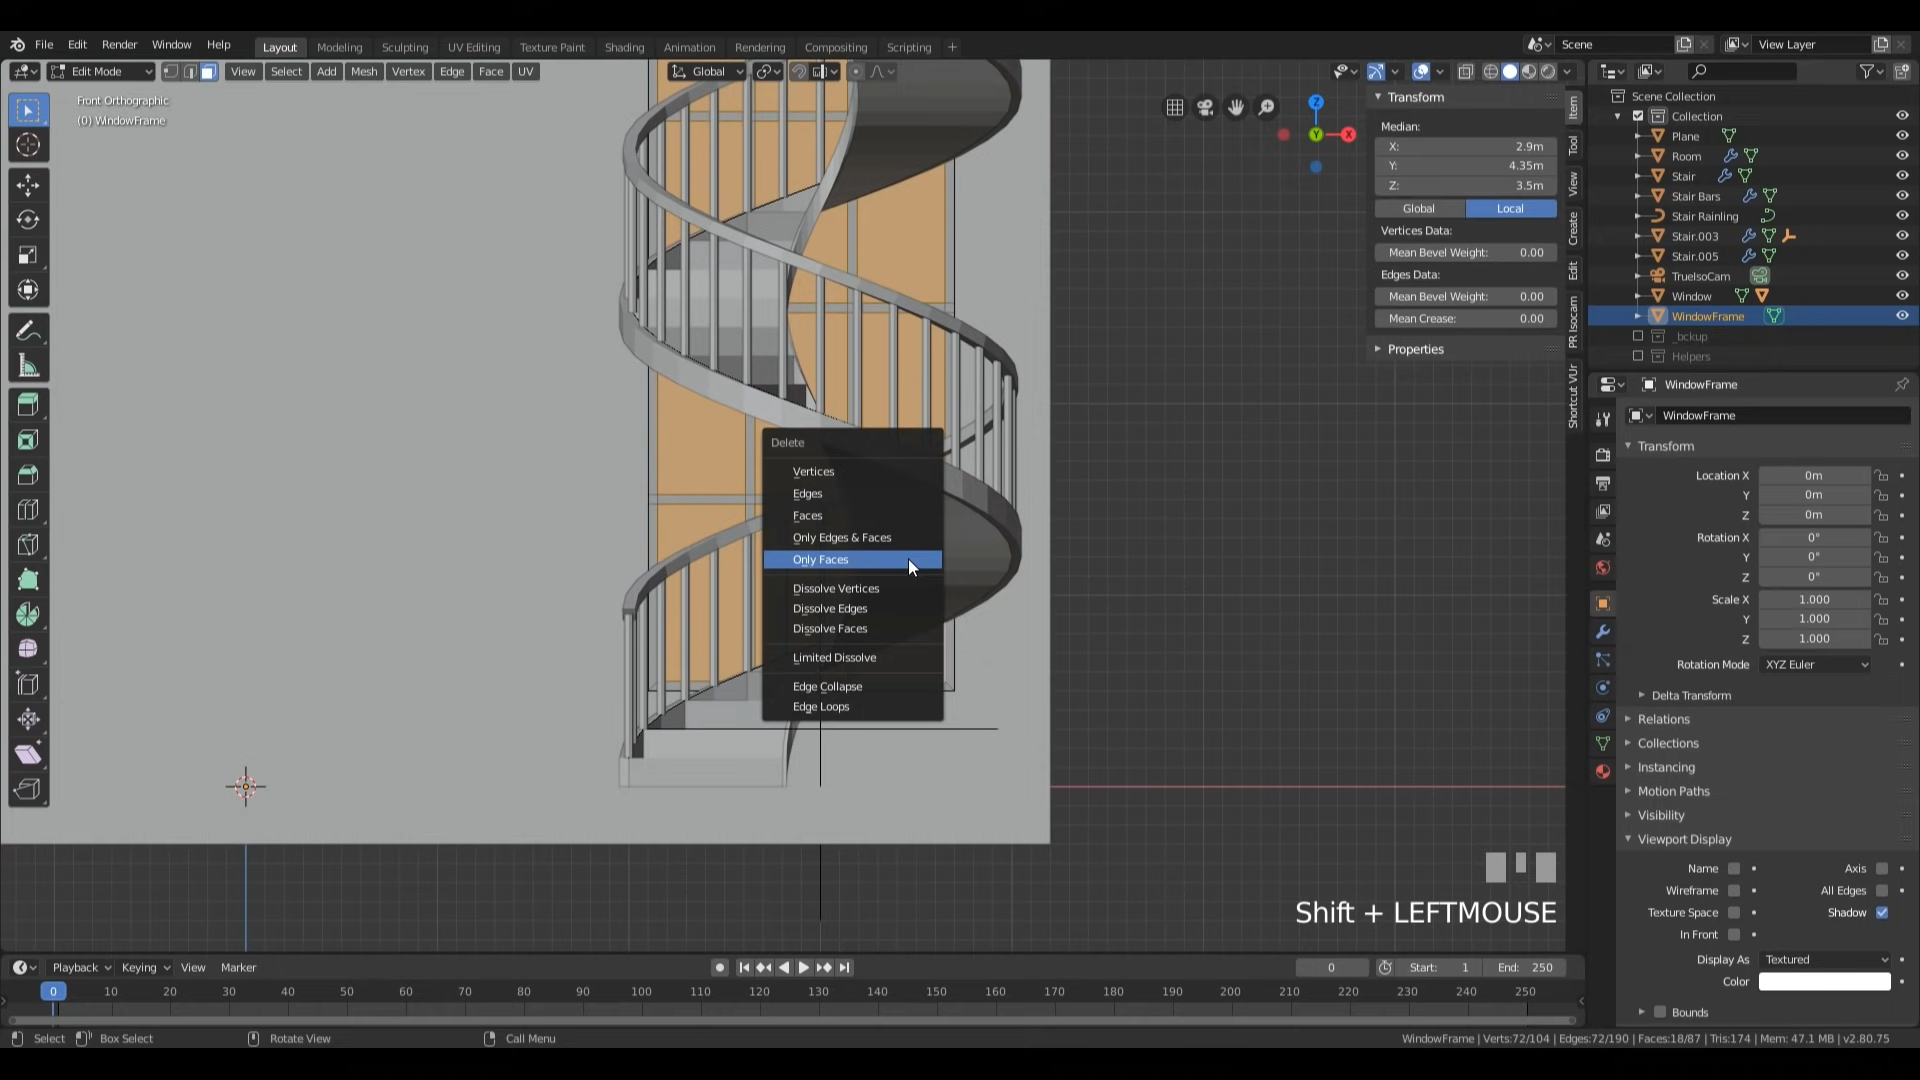 File Edit Render Window Help Layout Modeling Sculpting UV Editing Texture Paint Shading Animation Rendering Compositing Scripting + Scene View Layer
Edit Mode View Select Add Mesh Vertex Edge Face UV Global
Front Orthographic
(0) WindowFrame
Z
Y
X
Transform
Median:
X: 2.9m
Y: 4.35m
Z: 3.5m
Global Local
Vertices Data:
Mean Bevel Weight: 0.00
Edges Data:
Mean Bevel Weight: 0.00
Mean Crease: 0.00
Properties
Item
Tool
View
Create
Edit
PR Isocam
Shortcut VUr
Scene Collection
Collection
Plane
Room
Stair
Stair Bars
Stair Rainling
Stair.003
Stair.005
TrueIsoCam
Window
WindowFrame
_bckup
Helpers
WindowFrame
WindowFrame
Transform
Location X 0m
Y 0m
Z 0m
Rotation X 0°
Y 0°
Z 0°
Scale X 1.000
Y 1.000
Z 1.000
Rotation Mode XYZ Euler
Delta Transform
Relations
Collections
Instancing
Motion Paths
Visibility
Viewport Display
Name Axis
Wireframe All Edges
Texture Space Shadow
In Front
Display As Textured
Color
Bounds
Delete
Vertices
Edges
Faces
Only Edges & Faces
Only Faces
Dissolve Vertices
Dissolve Edges
Dissolve Faces
Limited Dissolve
Edge Collapse
Edge Loops
Shift + LEFTMOUSE
Playback Keying View Marker 0 Start: 1 End: 250
0 10 20 30 40 50 60 70 80 90 100 110 120 130 140 150 160 170 180 190 200 210 220 230 240 250
Select Box Select Rotate View Call Menu WindowFrame | Verts:72/104 | Edges:72/190 | Faces:18/87 | Tris:174 | Mem: 47.1 MB | v2.80.75